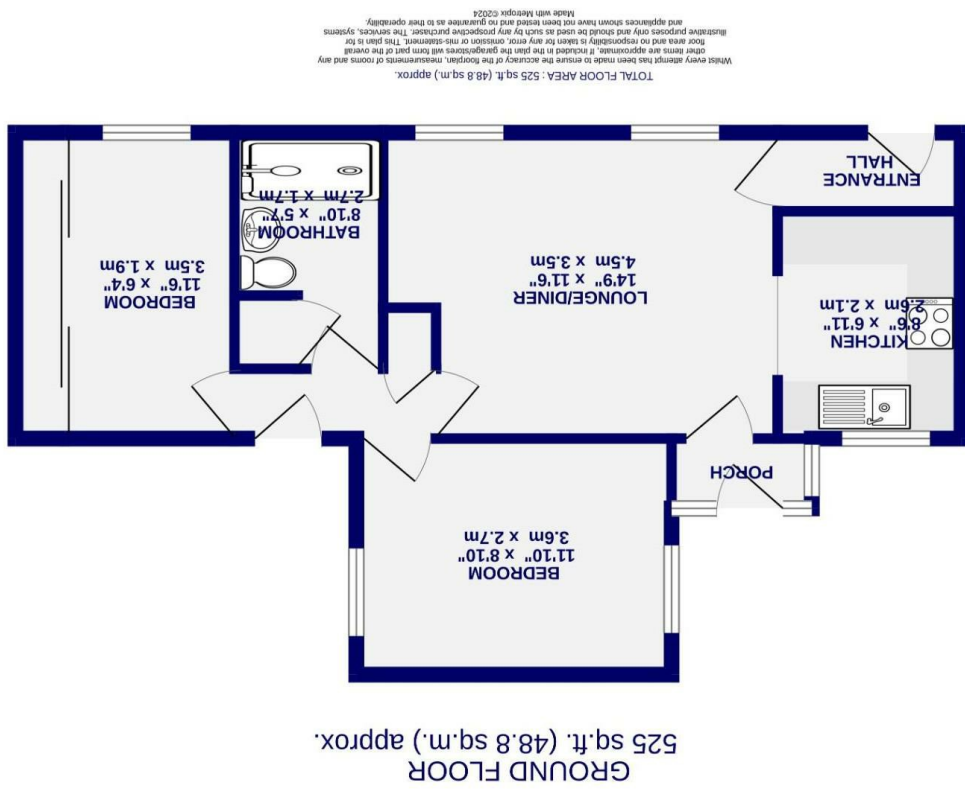 GROUND FLOOR
525 sq.ft. (48.8 sq.m.) approx.
BEDROOM
11'10" x 8'10"
3.6m x 2.7m
PORCH
KITCHEN
8'6" x 6'11"
2.6m x 2.1m
LOUNGE/DINER
14'9" x 11'6"
4.5m x 3.5m
BEDROOM
11'6" x 6'4"
3.5m x 1.9m
BATHROOM
8'10" x 5'7"
2.7m x 1.7m
ENTRANCE
HALL
TOTAL FLOOR AREA : 525 sq.ft. (48.8 sq.m.) approx.
Whilst every attempt has been made to ensure the accuracy of the floorplan, measurements of rooms and any
other items are approximate, If included in the plan the garage/stores will form part of the overall
floor area and no responsibility is taken for any error, omission or mis-statement. This plan is for
illustrative purposes only and should be used as such by any prospective purchaser. The services, systems
and appliances shown have not been tested and no guarantee as to their operability.
Made with Metropix ©2024